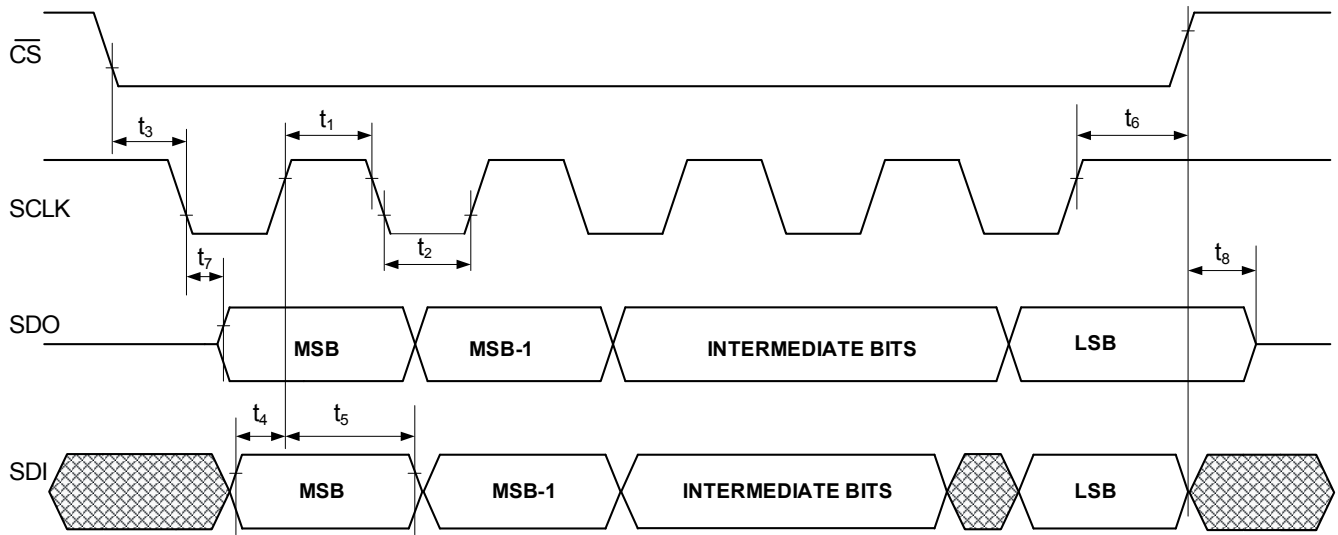 C̅S̅
t₃
t₁
t₆
SCLK
t₂
t₇
t₈
SDO
MSB
MSB-1
INTERMEDIATE BITS
LSB
t₄
t₅
SDI
MSB
MSB-1
INTERMEDIATE BITS
LSB